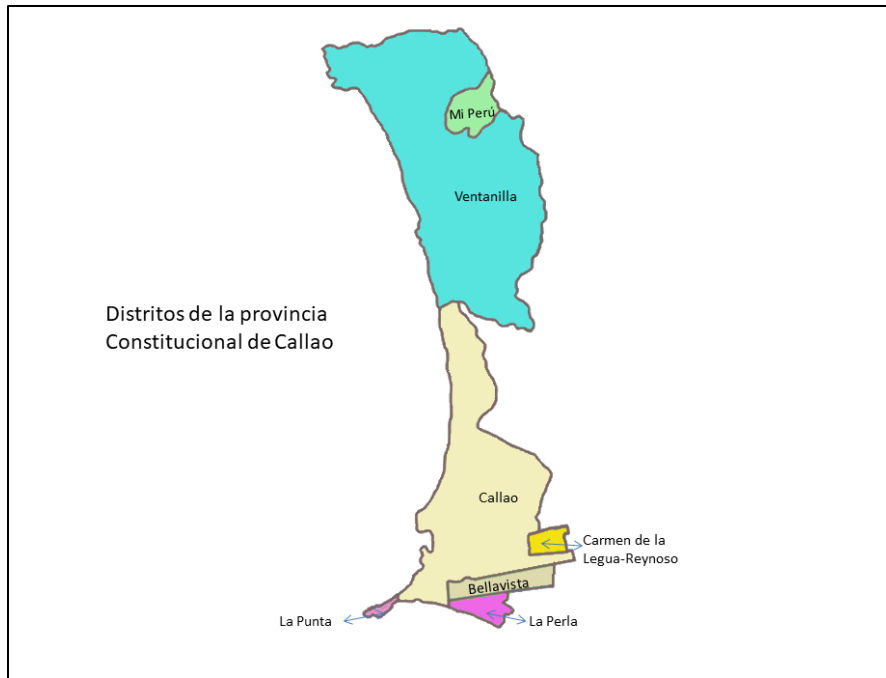 Mi Perú
Ventanilla
Distritos de la provincia
Constitucional de Callao
Callao
Carmen de la
Legua-Reynoso
Bellavista
La Punta
La Perla